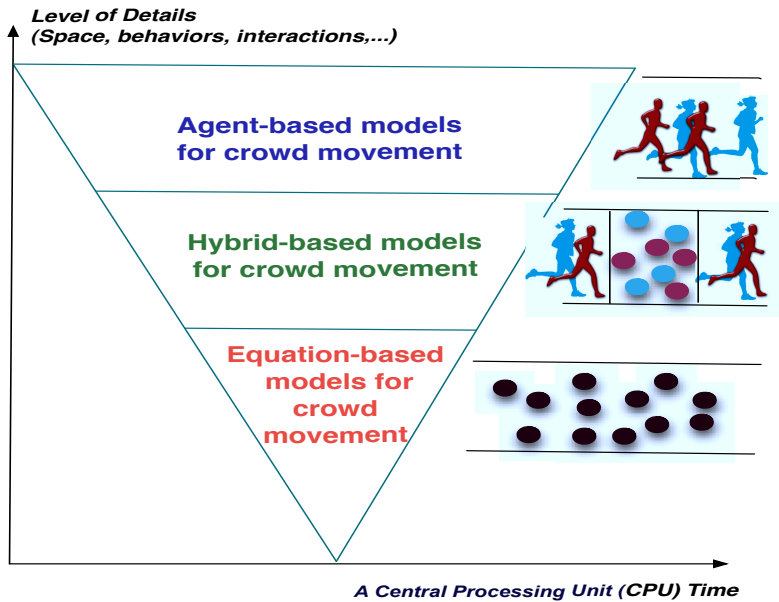 Level of Details
(Space, behaviors, interactions,...)
Agent-based models
for crowd movement
Hybrid-based models
for crowd movement
Equation-based
models for
crowd
movement
A Central Processing Unit (CPU) Time